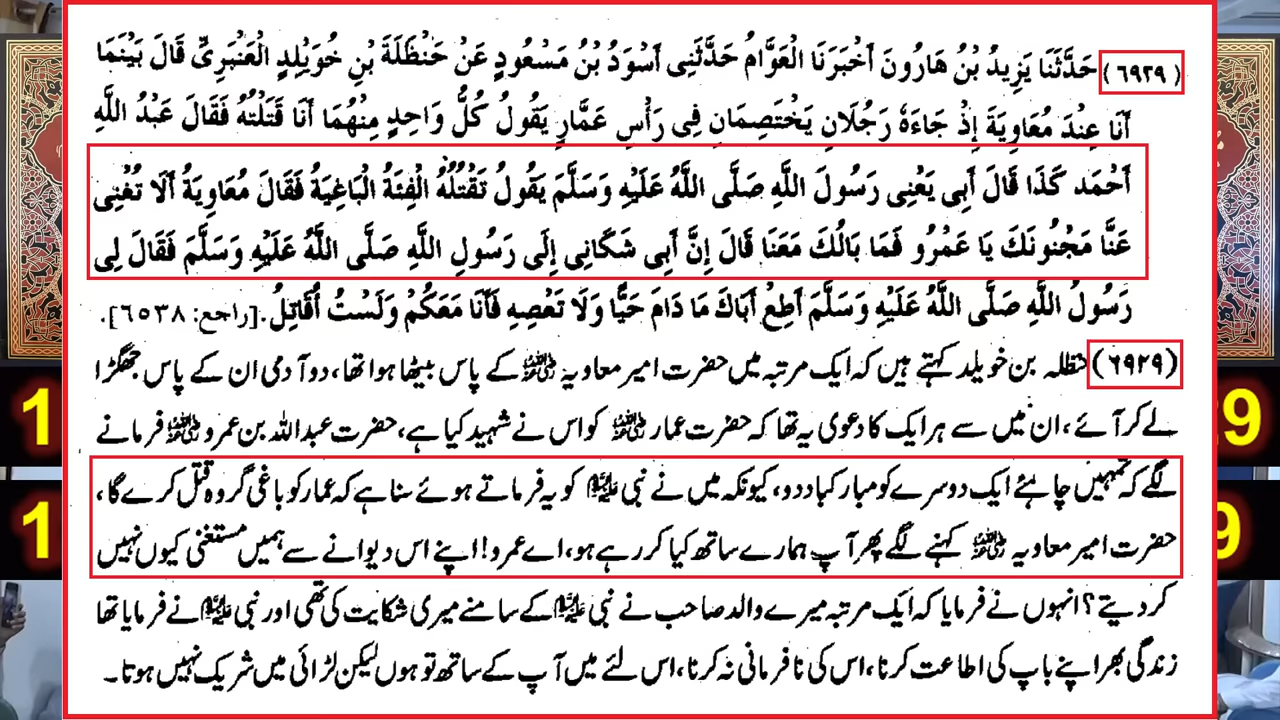 (٦٩٢٩) حَدَّثَنَا يَزِيدُ بْنُ هَارُونَ أَخْبَرَنَا الْعَوَّامُ حَدَّثَنِى أَسْوَدُ بْنُ مَسْعُودٍ عَنْ حَنْظَلَةَ بْنِ خُوَيْلِدٍ الْعَنْبَرِىِّ قَالَ بَيْنَمَا
أَنَا عِنْدَ مُعَاوِيَةَ إِذْ جَاءَهُ رَجُلَانِ يَخْتَصِمَانِ فِى رَأْسِ عَمَّارٍ يَقُولُ كُلُّ وَاحِدٍ مِنْهُمَا أَنَا قَتَلْتُهُ فَقَالَ عَبْدُ اللَّهِ
أَحْمَد كَذَا قَالَ أَبِى يَعْنِى رَسُولَ اللَّهِ صَلَّى اللَّهُ عَلَيْهِ وَسَلَّمَ يَقُولُ تَقْتُلُهُ الْفِئَةُ الْبَاغِيَةُ فَقَالَ مُعَاوِيَةُ أَلَا تُغْنِى
عَنَّا مَجْنُونَكَ يَا عَمْرُو فَمَا بَالُكَ مَعَنَا قَالَ إِنَّ أَبِى شَكَانِى إِلَى رَسُولِ اللَّهِ صَلَّى اللَّهُ عَلَيْهِ وَسَلَّمَ فَقَالَ لِى
رَسُولُ اللَّهِ صَلَّى اللَّهُ عَلَيْهِ وَسَلَّمَ أَطِعْ أَبَاكَ مَا دَامَ حَيًّا وَلَا تَعْصِهِ فَأَنَا مَعَكُمْ وَلَسْتُ أُقَاتِلُ. [راجع: ٦٥٣٨].
(٦٩٢٩) حنظلہ بن خویلد کہتے ہیں کہ ایک مرتبہ میں حضرت امیر معاویہ رضی اللہ عنہ کے پاس بیٹھا ہوا تھا، دو آدمی ان کے پاس جھگڑا
لے کر آئے، ان میں سے ہر ایک کا دعوی یہ تھا کہ حضرت عمار رضی اللہ عنہ کو اس نے شہید کیا ہے، حضرت عبداللہ بن عمرو رضی اللہ عنہ فرمانے
لگے کہ تمہیں چاہئے ایک دوسرے کو مبارکباد دو، کیونکہ میں نے نبی علیہ السلام کو یہ فرماتے ہوئے سنا ہے کہ عمار کو باغی گروہ قتل کرے گا،
حضرت امیر معاویہ رضی اللہ عنہ کہنے لگے پھر آپ ہمارے ساتھ کیا کر رہے ہو، اے عمرو! اپنے اس دیوانے سے ہمیں مستغنی کیوں نہیں
کر دیتے؟ انہوں نے فرمایا کہ ایک مرتبہ میرے والد صاحب نے نبی علیہ السلام کے سامنے میری شکایت کی تھی اور نبی علیہ السلام نے فرمایا تھا
زندگی بھر اپنے باپ کی اطاعت کرنا، اس کی نافرمانی نہ کرنا، اس لئے میں آپ کے ساتھ تو ہوں لیکن لڑائی میں شریک نہیں ہوتا۔
1
29
1
9